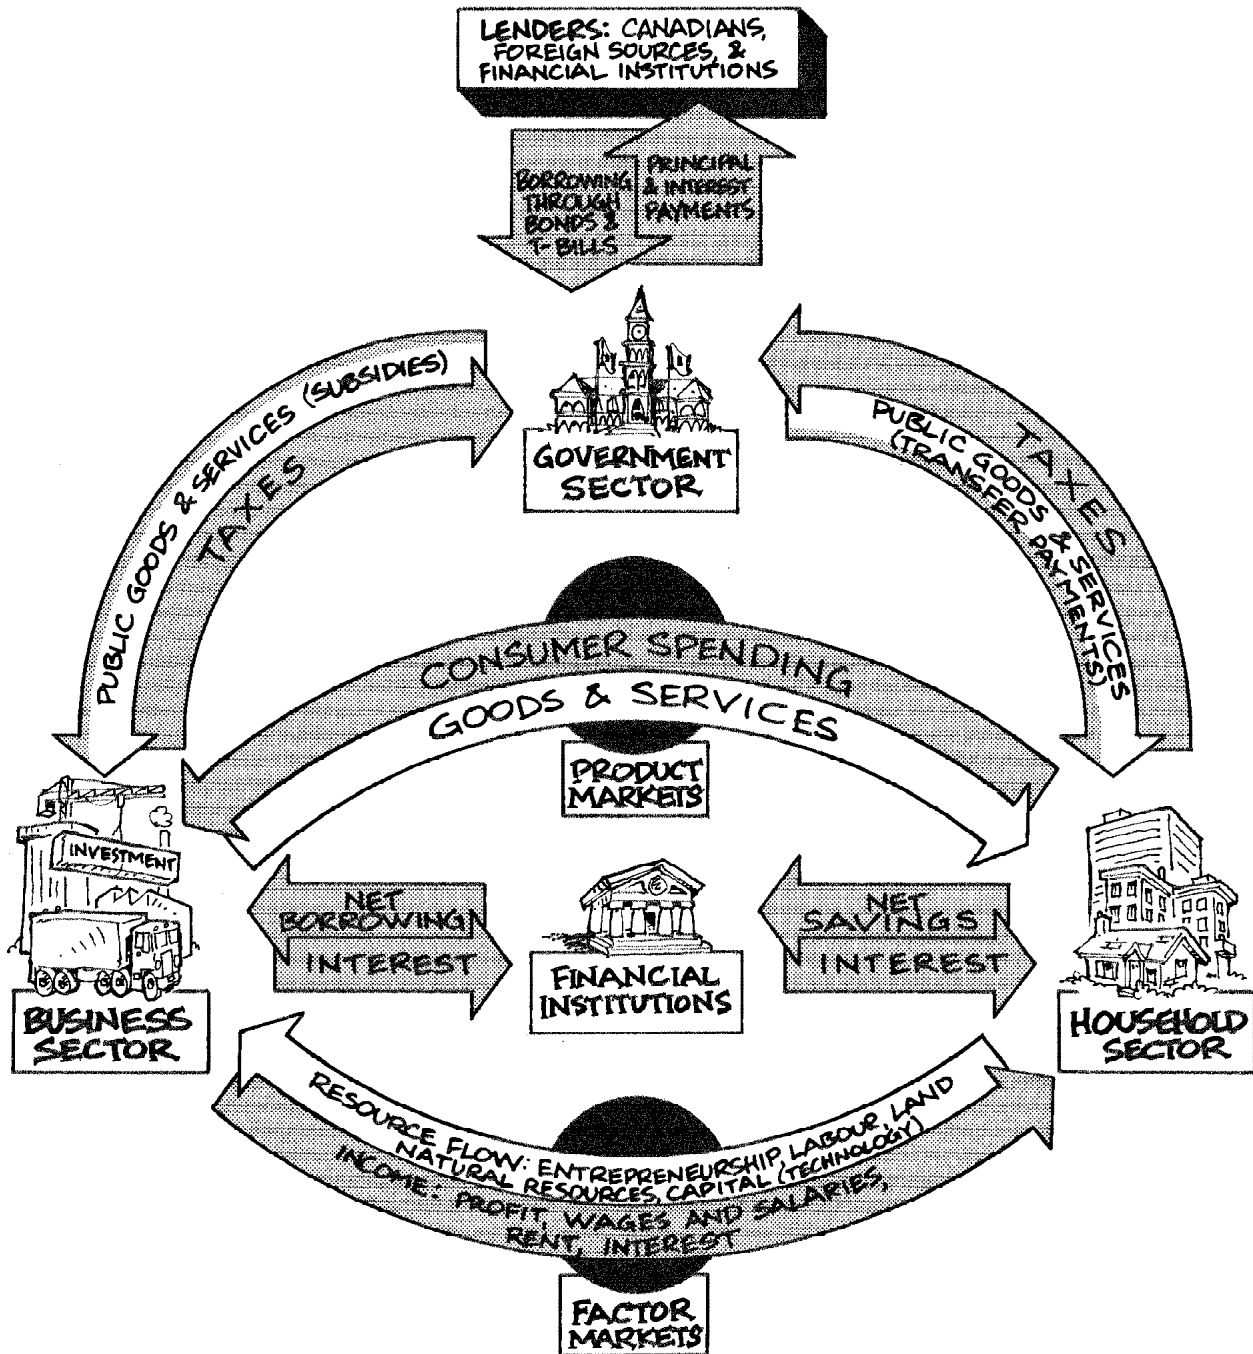 LENDERS: CANADIANS,
FOREIGN SOURCES, &
FINANCIAL INSTITUTIONS
BORROWING
THROUGH
BONDS &
T-BILLS
PRINCIPAL
& INTEREST
PAYMENTS
GOVERNMENT
SECTOR
PUBLIC GOODS & SERVICES (SUBSIDIES)
TAXES
TAXES
PUBLIC GOODS & SERVICES
(TRANSFER PAYMENTS)
CONSUMER SPENDING
GOODS & SERVICES
PRODUCT
MARKETS
INVESTMENT
BUSINESS
SECTOR
NET
BORROWING
INTEREST
FINANCIAL
INSTITUTIONS
NET
SAVINGS
INTEREST
HOUSEHOLD
SECTOR
RESOURCE FLOW: ENTREPRENEURSHIP, LABOUR, LAND
NATURAL RESOURCES, CAPITAL (TECHNOLOGY)
INCOME: PROFIT, WAGES AND SALARIES,
RENT, INTEREST
FACTOR
MARKETS